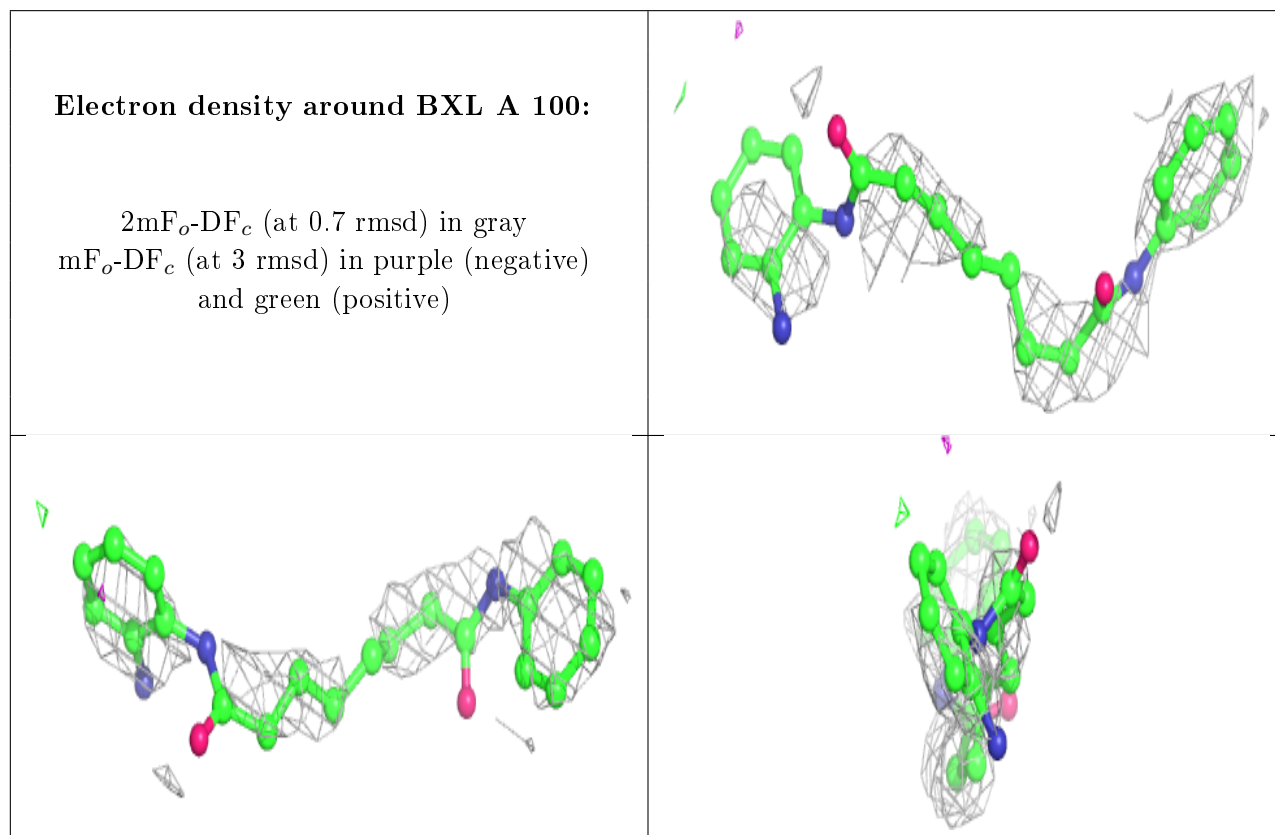 Electron density around BXL A 100:
2mFₒ-DF𝒸 (at 0.7 rmsd) in gray
mFₒ-DF𝒸 (at 3 rmsd) in purple (negative)
and green (positive)